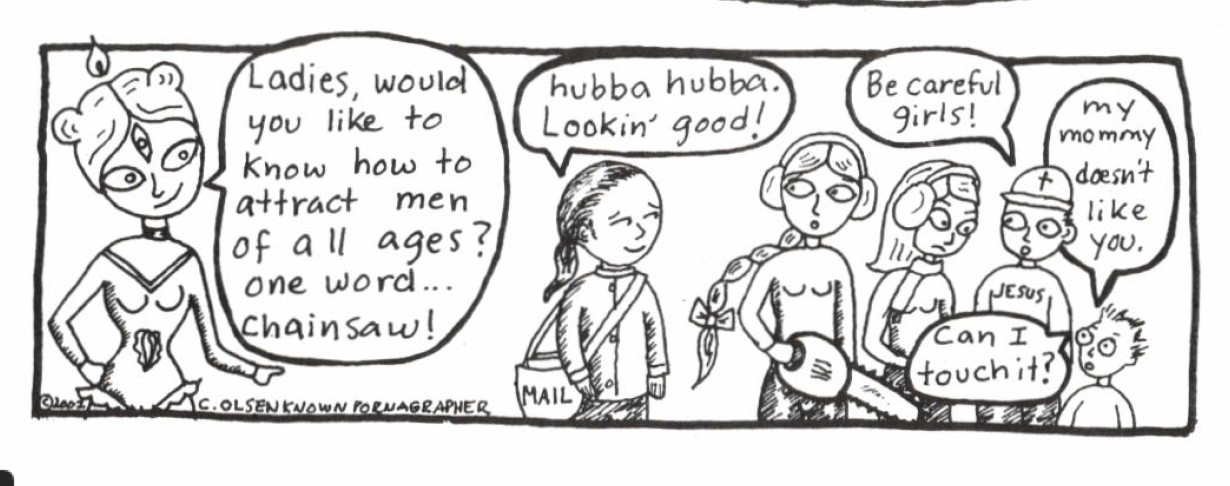 Ladies, would
you like to
know how to
attract men
of all ages?
one word...
chainsaw!
hubba hubba.
Lookin' good!
Be careful
girls!
my
mommy
doesn't
like
you.
Can I
touch it?
JESUS
MAIL
C. OLSEN KNOWN PORNAGRAPHER